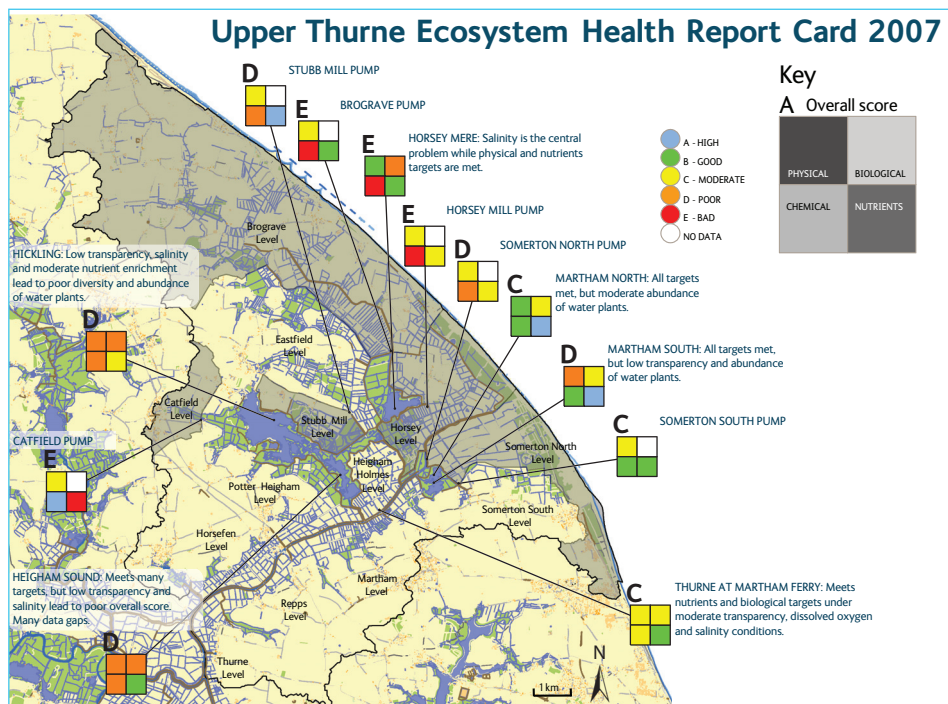 Upper Thurne Ecosystem Health Report Card 2007
D
STUBB MILL PUMP
E
BROGRAVE PUMP
E
HORSEY MERE: Salinity is the central
problem while physical and nutrients
targets are met.
E
HORSEY MILL PUMP
D
SOMERTON NORTH PUMP
C
MARTHAM NORTH: All targets
met, but moderate abundance
of water plants.
D
MARTHAM SOUTH: All targets met,
but low transparency and abundance
of water plants.
C
SOMERTON SOUTH PUMP
A - HIGH
B - GOOD
C - MODERATE
D - POOR
E - BAD
NO DATA
Key
A Overall score
PHYSICAL
BIOLOGICAL
CHEMICAL
NUTRIENTS
HICKLING: Low transparency, salinity
and moderate nutrient enrichment
lead to poor diversity and abundance
of water plants.
D
CATFIELD PUMP
E
HEIGHAM SOUND: Meets many
targets, but low transparency and
salinity lead to poor overall score.
Many data gaps.
D
C
THURNE AT MARTHAM FERRY: Meets
nutrients and biological targets under
moderate transparency, dissolved oxygen
and salinity conditions.
Brograve
Level
Eastfield
Level
Catfield
Level
Stubb Mill
Level
Horsey
Level
Heigham
Holmes
Level
Somerton North
Level
Potter Heigham
Level
Somerton South
Level
Horsefen
Level
Martham
Level
Repps
Level
Thurne
Level
N
1 km